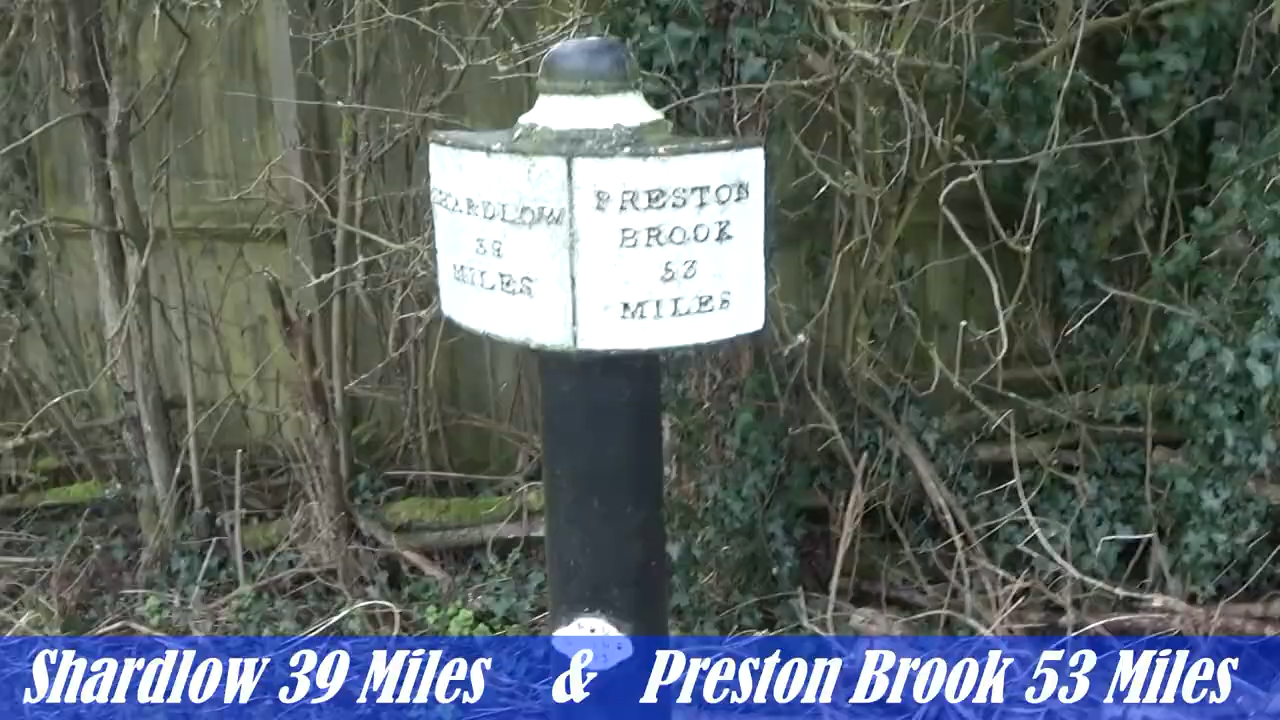 SHARDLOW
39
MILES
PRESTON
BROOK
53
MILES
Shardlow 39 Miles & Preston Brook 53 Miles